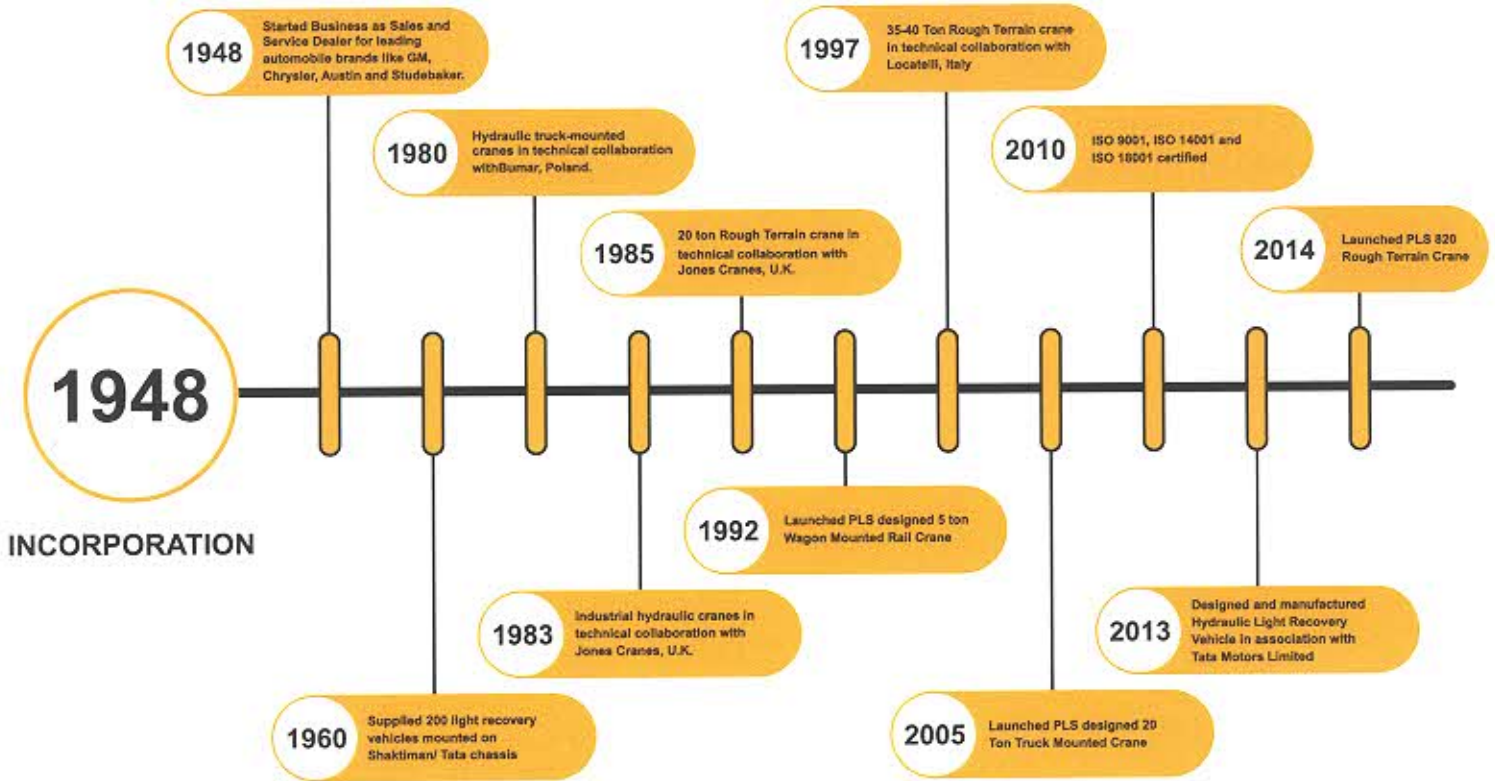 1948
INCORPORATION
1948
Started Business as Sales and
Service Dealer for leading
automobile brands like GM,
Chrysler, Austin and Studebaker.
1960
Supplied 200 light recovery
vehicles mounted on
Shaktiman/ Tata chassis
1980
Hydraulic truck-mounted
cranes in technical collaboration
withBumar, Poland.
1983
Industrial hydraulic cranes in
technical collaboration with
Jones Cranes, U.K.
1985
20 ton Rough Terrain crane in
technical collaboration with
Jones Cranes, U.K.
1992
Launched PLS designed 5 ton
Wagon Mounted Rail Crane
1997
35-40 Ton Rough Terrain crane
in technical collaboration with
Locatelli, Italy
2005
Launched PLS designed 20
Ton Truck Mounted Crane
2010
ISO 9001, ISO 14001 and
ISO 18001 certified
2013
Designed and manufactured
Hydraulic Light Recovery
Vehicle in association with
Tata Motors Limited
2014
Launched PLS 820
Rough Terrain Crane